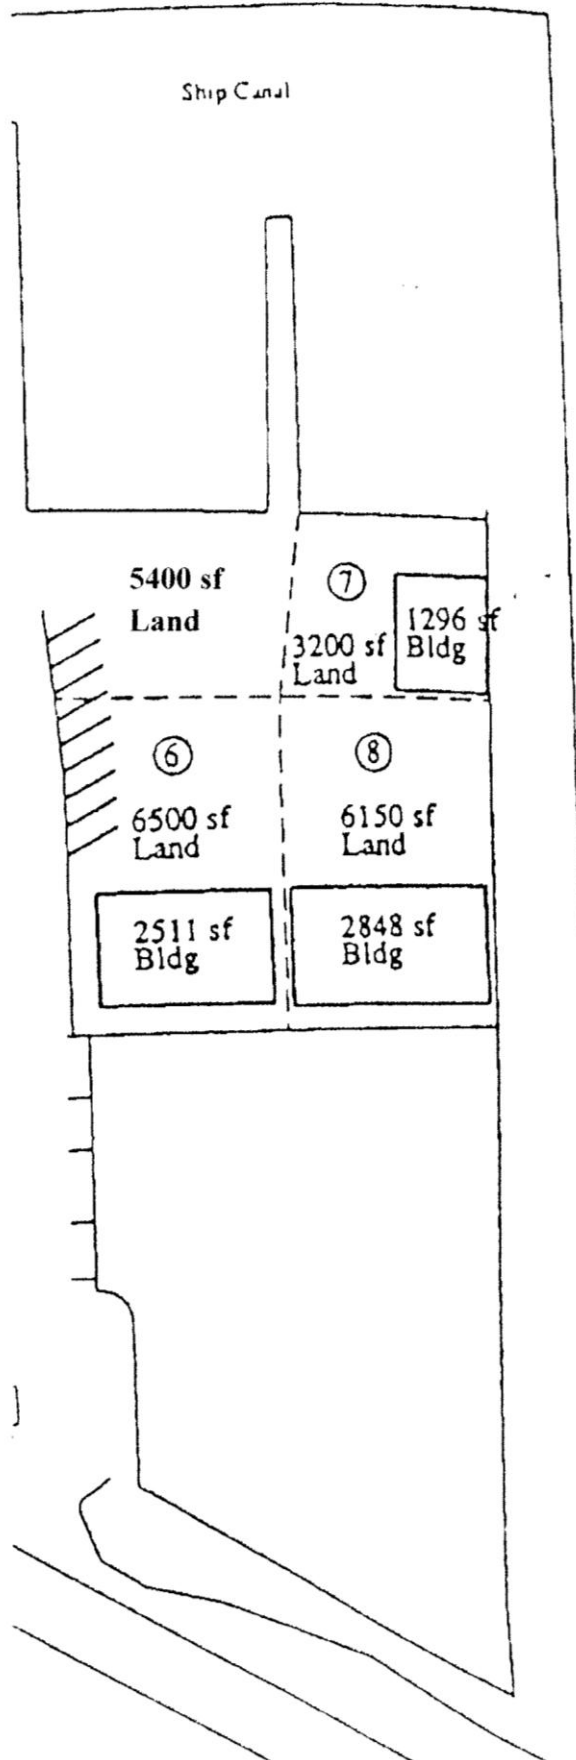 Ship Canal
5400 sf
Land
7
3200 sf
Land
1296 sf
Bldg
6
6500 sf
Land
8
6150 sf
Land
2511 sf
Bldg
2848 sf
Bldg